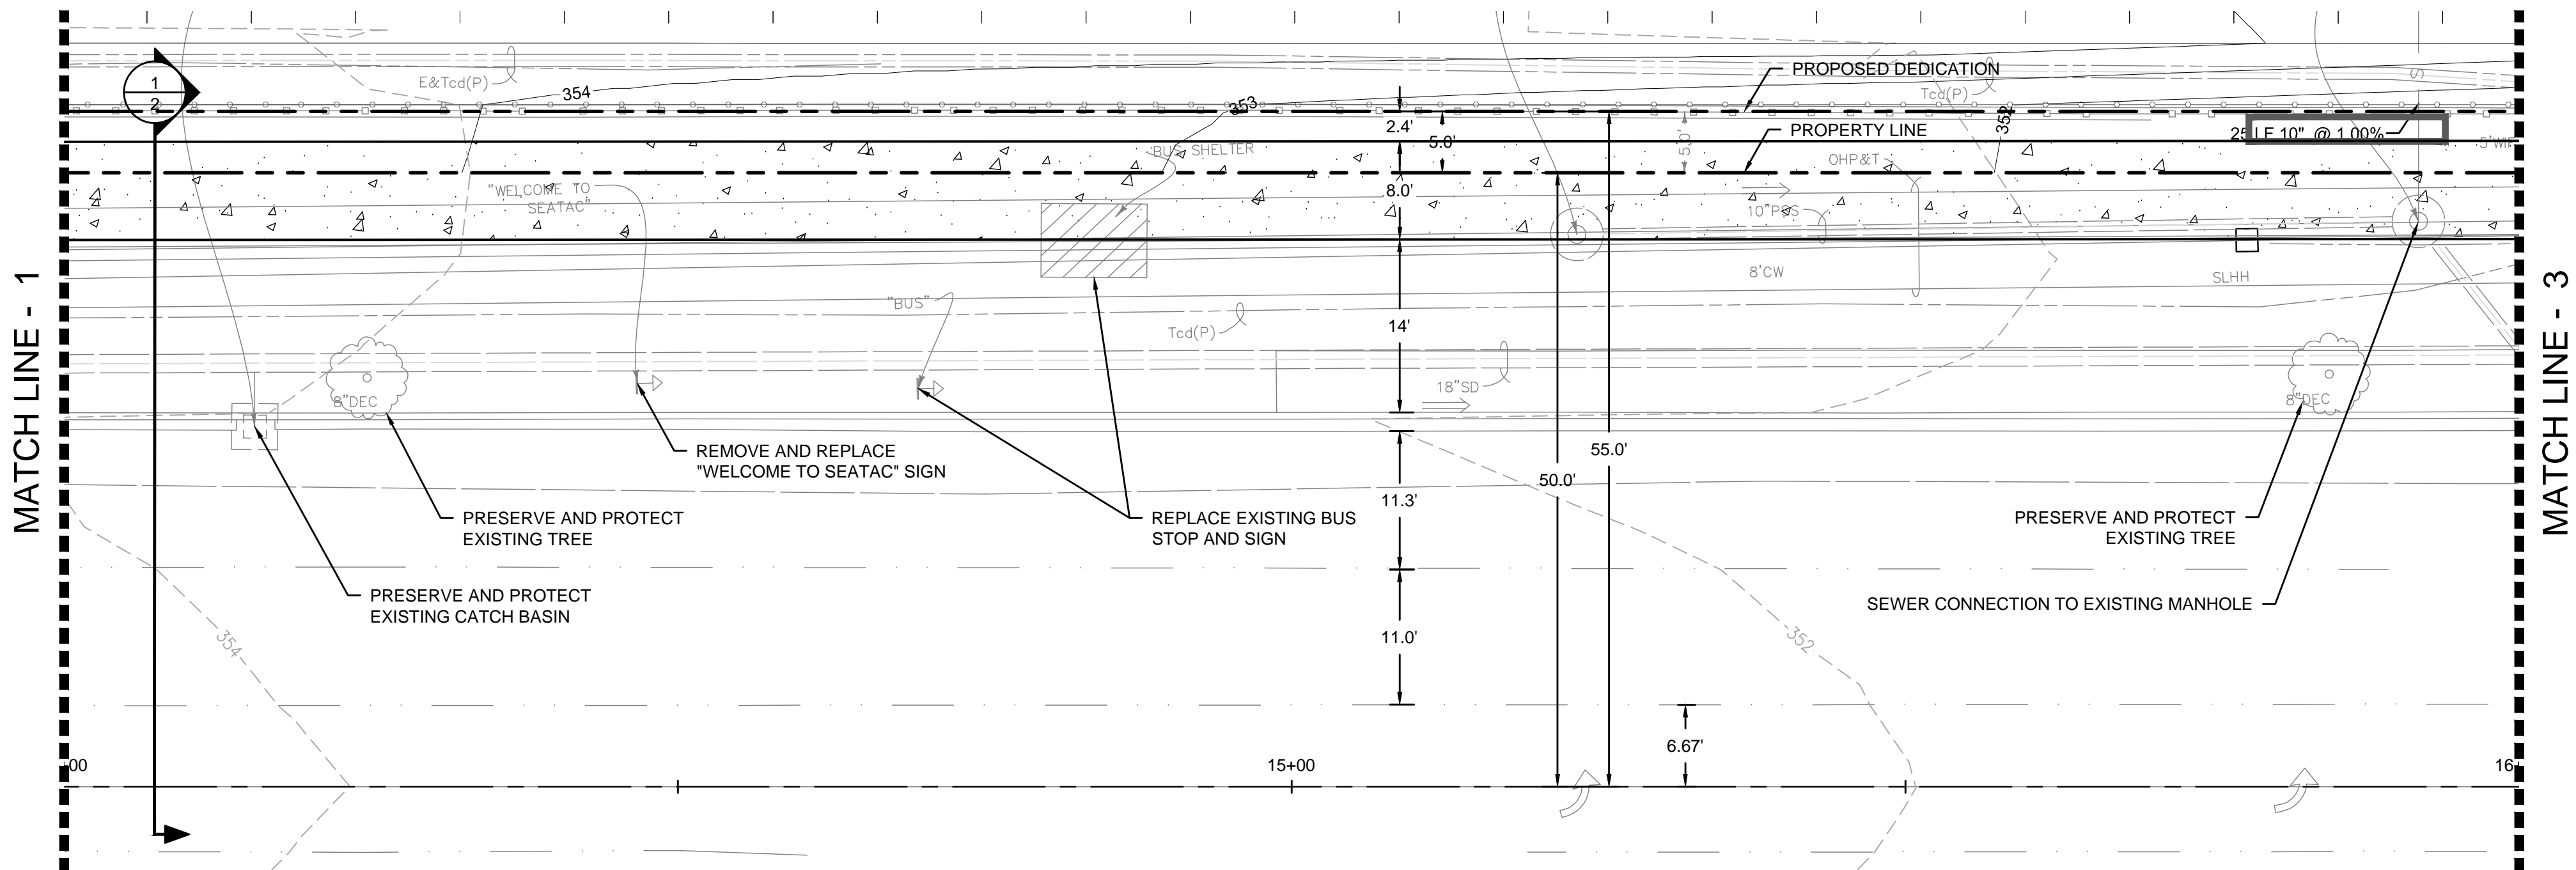 E&Tcd(P)
354
1
2
353
PROPOSED DEDICATION
Tcd(P)
352
2.4'
5.0'
5.0'
PROPERTY LINE
25 LF 10" @ 1.00%
S
BUS SHELTER
OHP&T
"WELCOME TO
SEATAC"
8.0'
10"PSS
8'CW
SLHH
"BUS"
Tcd(P)
14'
18"SD
8"DEC
8"DEC
MATCH LINE - 1
MATCH LINE - 3
REMOVE AND REPLACE
"WELCOME TO SEATAC" SIGN
55.0'
50.0'
11.3'
PRESERVE AND PROTECT
EXISTING TREE
REPLACE EXISTING BUS
STOP AND SIGN
PRESERVE AND PROTECT
EXISTING TREE
PRESERVE AND PROTECT
EXISTING CATCH BASIN
SEWER CONNECTION TO EXISTING MANHOLE
354
11.0'
352
6.67'
00
15+00
16